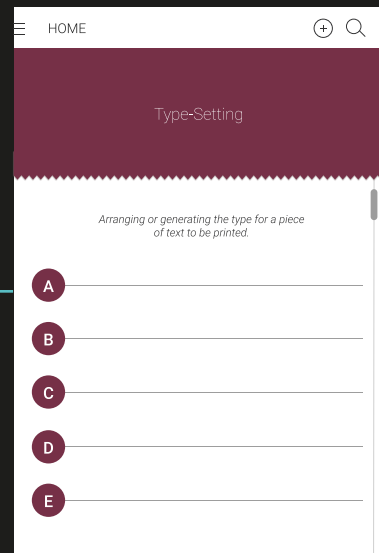 HOME
Type-Setting
Arranging or generating the type for a piece
of text to be printed.
A
B
C
D
E